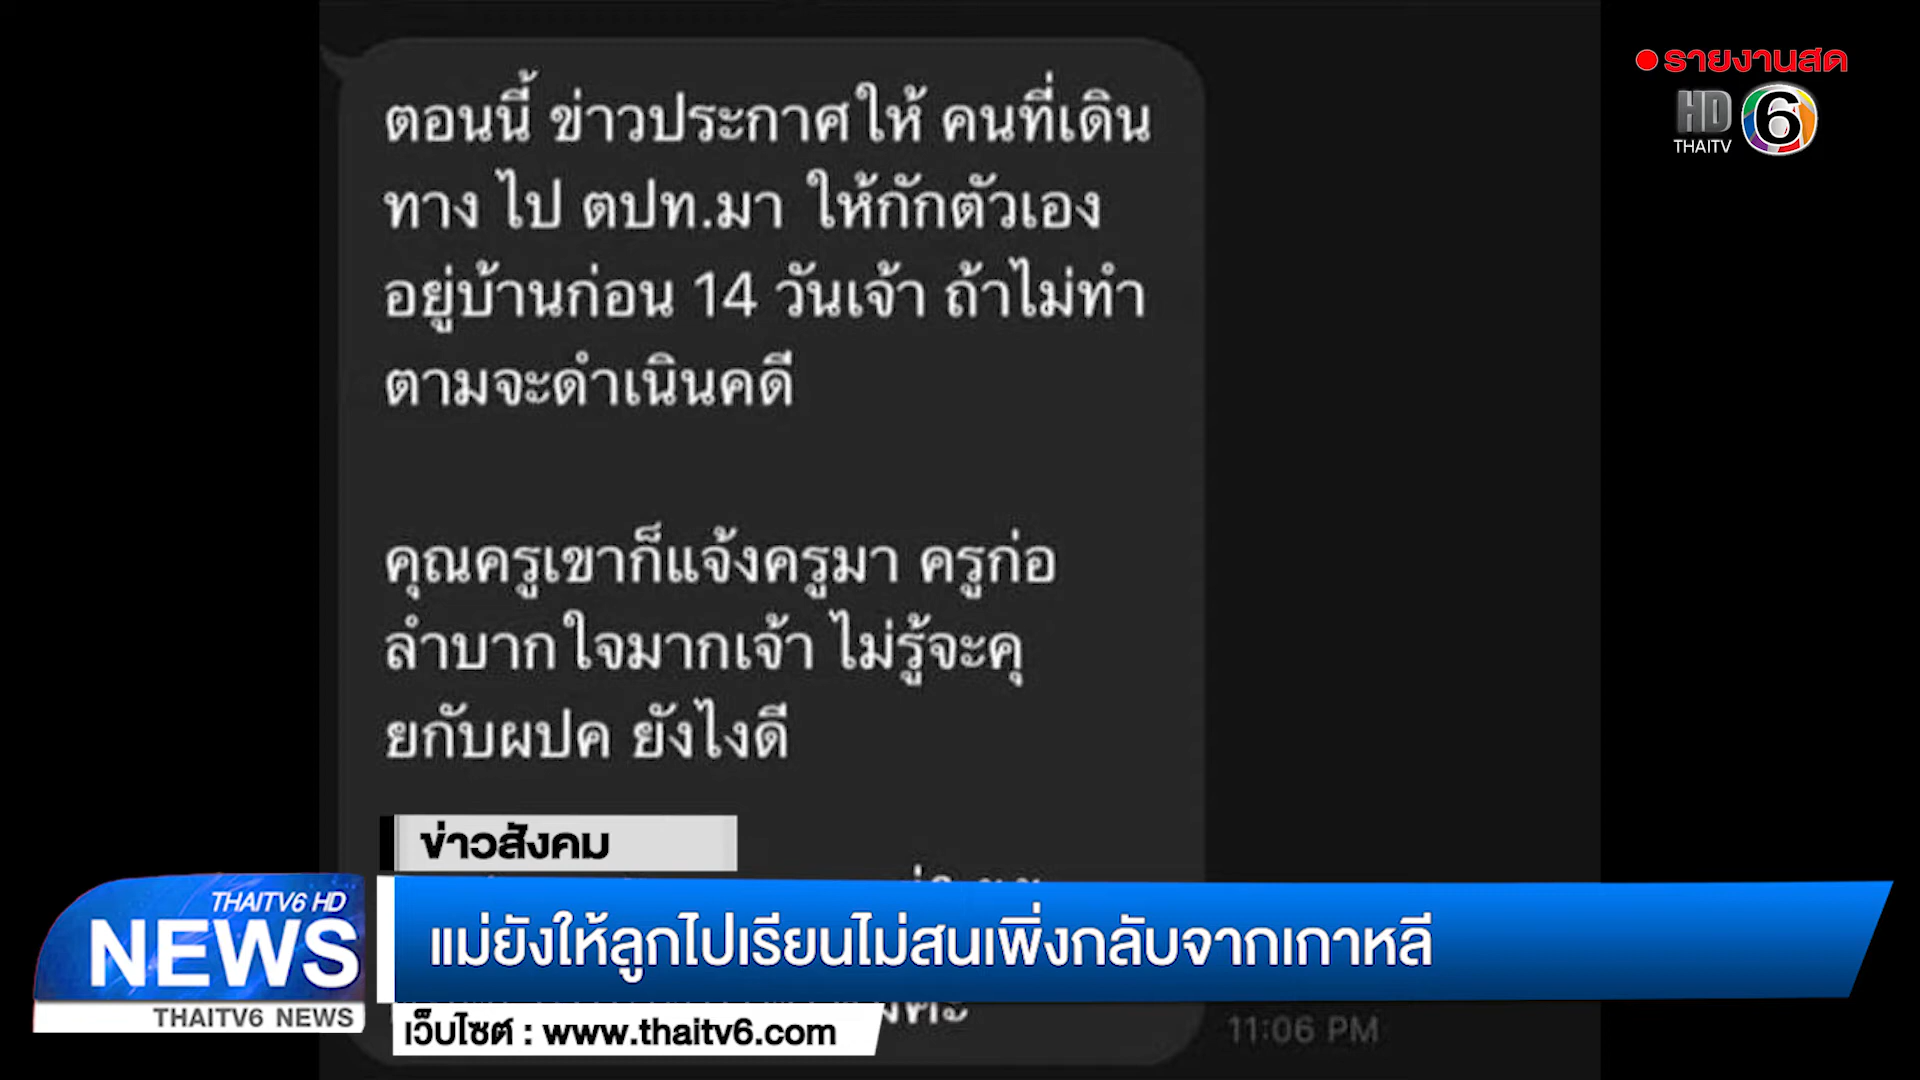 รายงานสด
HD
THAITV
6
ตอนนี้ ข่าวประกาศให้ คนที่เดิน
ทาง ไป ตปท.มา ให้กักตัวเอง
อยู่บ้านก่อน 14 วันเจ้า ถ้าไม่ทำ
ตามจะดำเนินคดี
คุณครูเขาก็แจ้งครูมา ครูก่อ
ลำบากใจมากเจ้า ไม่รู้จะคุ
ยกับผปค ยังไงดี
ข่าวสังคม
THAITV6 HD
NEWS
THAITV6 NEWS
แม่ยังให้ลูกไปเรียนไม่สนเพิ่งกลับจากเกาหลี
เว็บไซต์ : www.thaitv6.com
11:06 PM